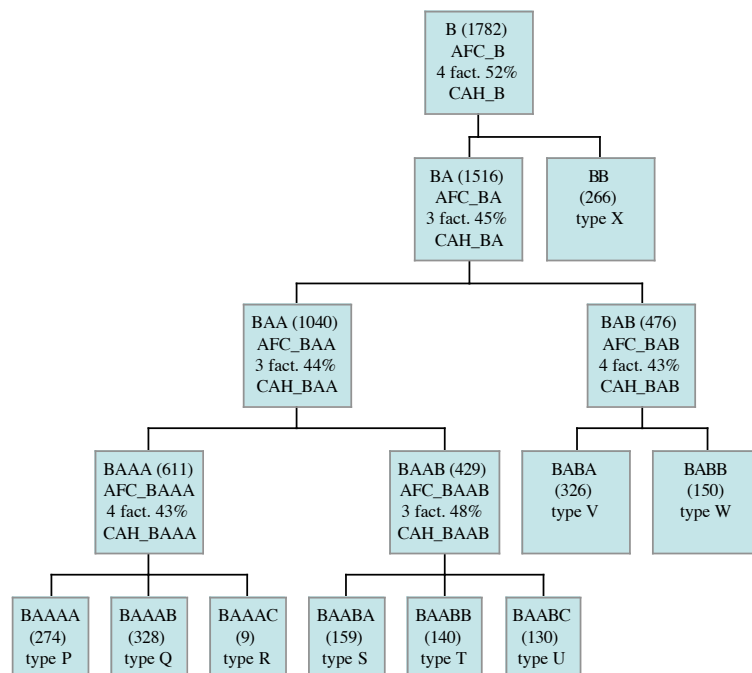 B (1782)
AFC_B
4 fact. 52%
CAH_B
BA (1516)
AFC_BA
3 fact. 45%
CAH_BA
BB
(266)
type X
BAA (1040)
AFC_BAA
3 fact. 44%
CAH_BAA
BAB (476)
AFC_BAB
4 fact. 43%
CAH_BAB
BAAA (611)
AFC_BAAA
4 fact. 43%
CAH_BAAA
BAAB (429)
AFC_BAAB
3 fact. 48%
CAH_BAAB
BABA
(326)
type V
BABB
(150)
type W
BAAAA
(274)
type P
BAAAB
(328)
type Q
BAAAC
(9)
type R
BAABA
(159)
type S
BAABB
(140)
type T
BAABC
(130)
type U